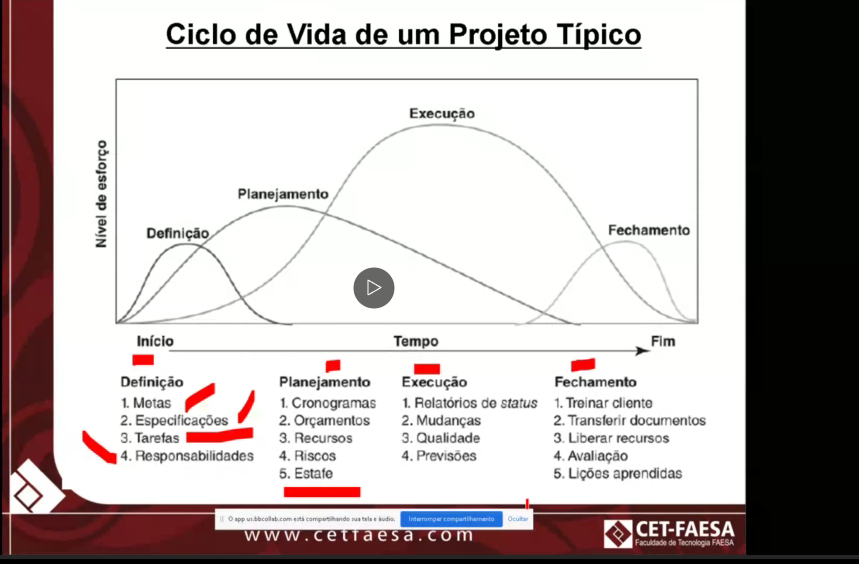 Ciclo de Vida de um Projeto Típico
Nível de esforço
Execução
Planejamento
Definição
Fechamento
Início
Tempo
Fim
Definição
1. Metas
2. Especificações
3. Tarefas
4. Responsabilidades
Planejamento
1. Cronogramas
2. Orçamentos
3. Recursos
4. Riscos
5. Estafe
Execução
1. Relatórios de status
2. Mudanças
3. Qualidade
4. Previsões
Fechamento
1. Treinar cliente
2. Transferir documentos
3. Liberar recursos
4. Avaliação
5. Lições aprendidas
O app us.bbcollab.com está compartilhando sua tela e áudio.
Interromper compartilhamento
Ocultar
www.cetfaesa.com
CET-FAESA
Faculdade de Tecnologia FAESA